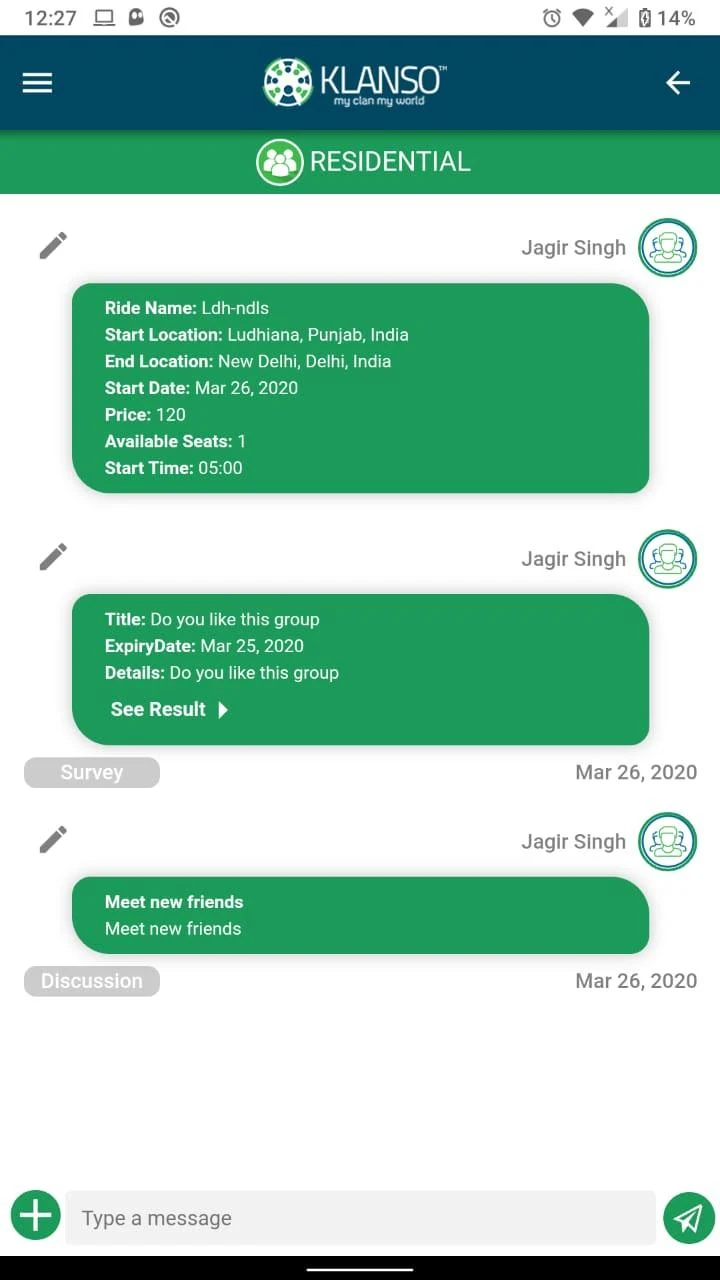 12:27
14%
KLANSO™
my clan my world
RESIDENTIAL
Jagir Singh
Ride Name: Ldh-ndls
Start Location: Ludhiana, Punjab, India
End Location: New Delhi, Delhi, India
Start Date: Mar 26, 2020
Price: 120
Available Seats: 1
Start Time: 05:00
Jagir Singh
Title: Do you like this group
ExpiryDate: Mar 25, 2020
Details: Do you like this group
See Result
Survey
Mar 26, 2020
Jagir Singh
Meet new friends
Meet new friends
Discussion
Mar 26, 2020
Type a message